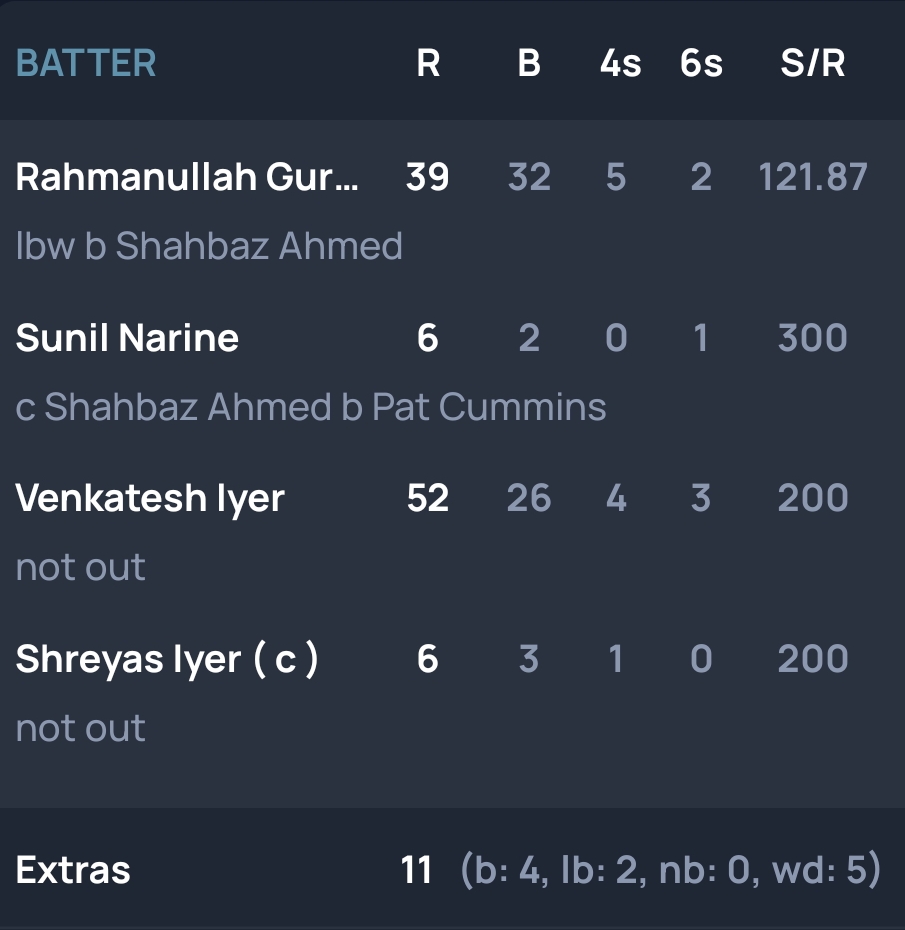 BATTER R B 4s 6s S/R
Rahmanullah Gur... 39 32 5 2 121.87
lbw b Shahbaz Ahmed
Sunil Narine 6 2 0 1 300
c Shahbaz Ahmed b Pat Cummins
Venkatesh Iyer 52 26 4 3 200
not out
Shreyas Iyer ( c ) 6 3 1 0 200
not out
Extras 11 (b: 4, lb: 2, nb: 0, wd: 5)